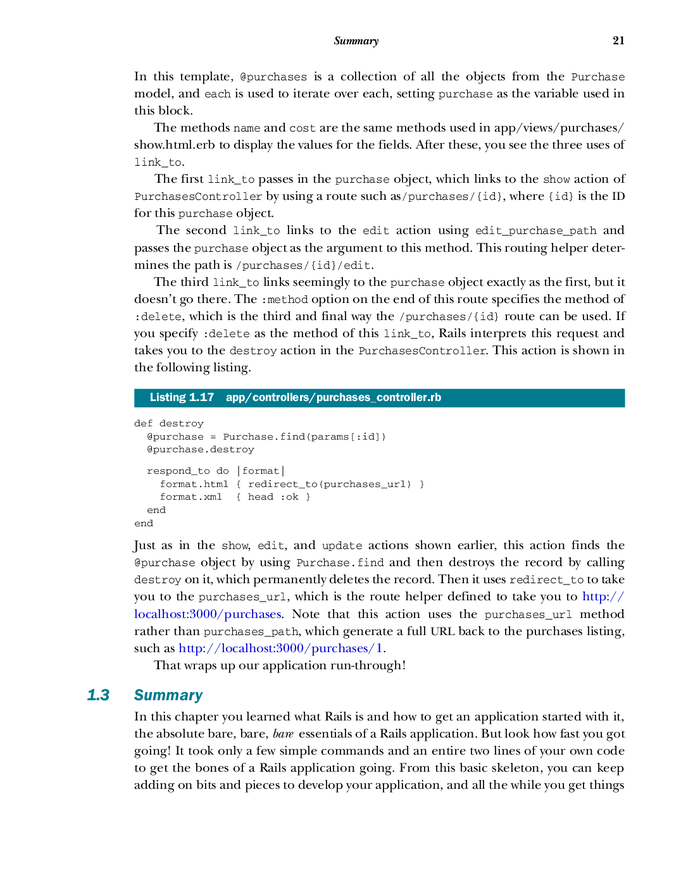 Summary 21
In this template, @purchases is a collection of all the objects from the Purchase
model, and each is used to iterate over each, setting purchase as the variable used in
this block.
The methods name and cost are the same methods used in app/views/purchases/
show.html.erb to display the values for the fields. After these, you see the three uses of
link_to.
The first link_to passes in the purchase object, which links to the show action of
PurchasesController by using a route such as/purchases/{id}, where {id} is the ID
for this purchase object.
The second link_to links to the edit action using edit_purchase_path and
passes the purchase object as the argument to this method. This routing helper deter-
mines the path is /purchases/{id}/edit.
The third link_to links seemingly to the purchase object exactly as the first, but it
doesn't go there. The :method option on the end of this route specifies the method of
:delete, which is the third and final way the /purchases/{id} route can be used. If
you specify :delete as the method of this link_to, Rails interprets this request and
takes you to the destroy action in the PurchasesController. This action is shown in
the following listing.
Listing 1.17 app/controllers/purchases_controller.rb
def destroy
@purchase = Purchase.find(params[:id])
@purchase.destroy
respond_to do |format|
format.html { redirect_to(purchases_url) }
format.xml { head :ok }
end
end
Just as in the show, edit, and update actions shown earlier, this action finds the
@purchase object by using Purchase.find and then destroys the record by calling
destroy on it, which permanently deletes the record. Then it uses redirect_to to take
you to the purchases_url, which is the route helper defined to take you to http://
localhost:3000/purchases. Note that this action uses the purchases_url method
rather than purchases_path, which generate a full URL back to the purchases listing,
such as http://localhost:3000/purchases/1.
That wraps up our application run-through!
1.3 Summary
In this chapter you learned what Rails is and how to get an application started with it,
the absolute bare, bare, bare essentials of a Rails application. But look how fast you got
going! It took only a few simple commands and an entire two lines of your own code
to get the bones of a Rails application going. From this basic skeleton, you can keep
adding on bits and pieces to develop your application, and all the while you get things